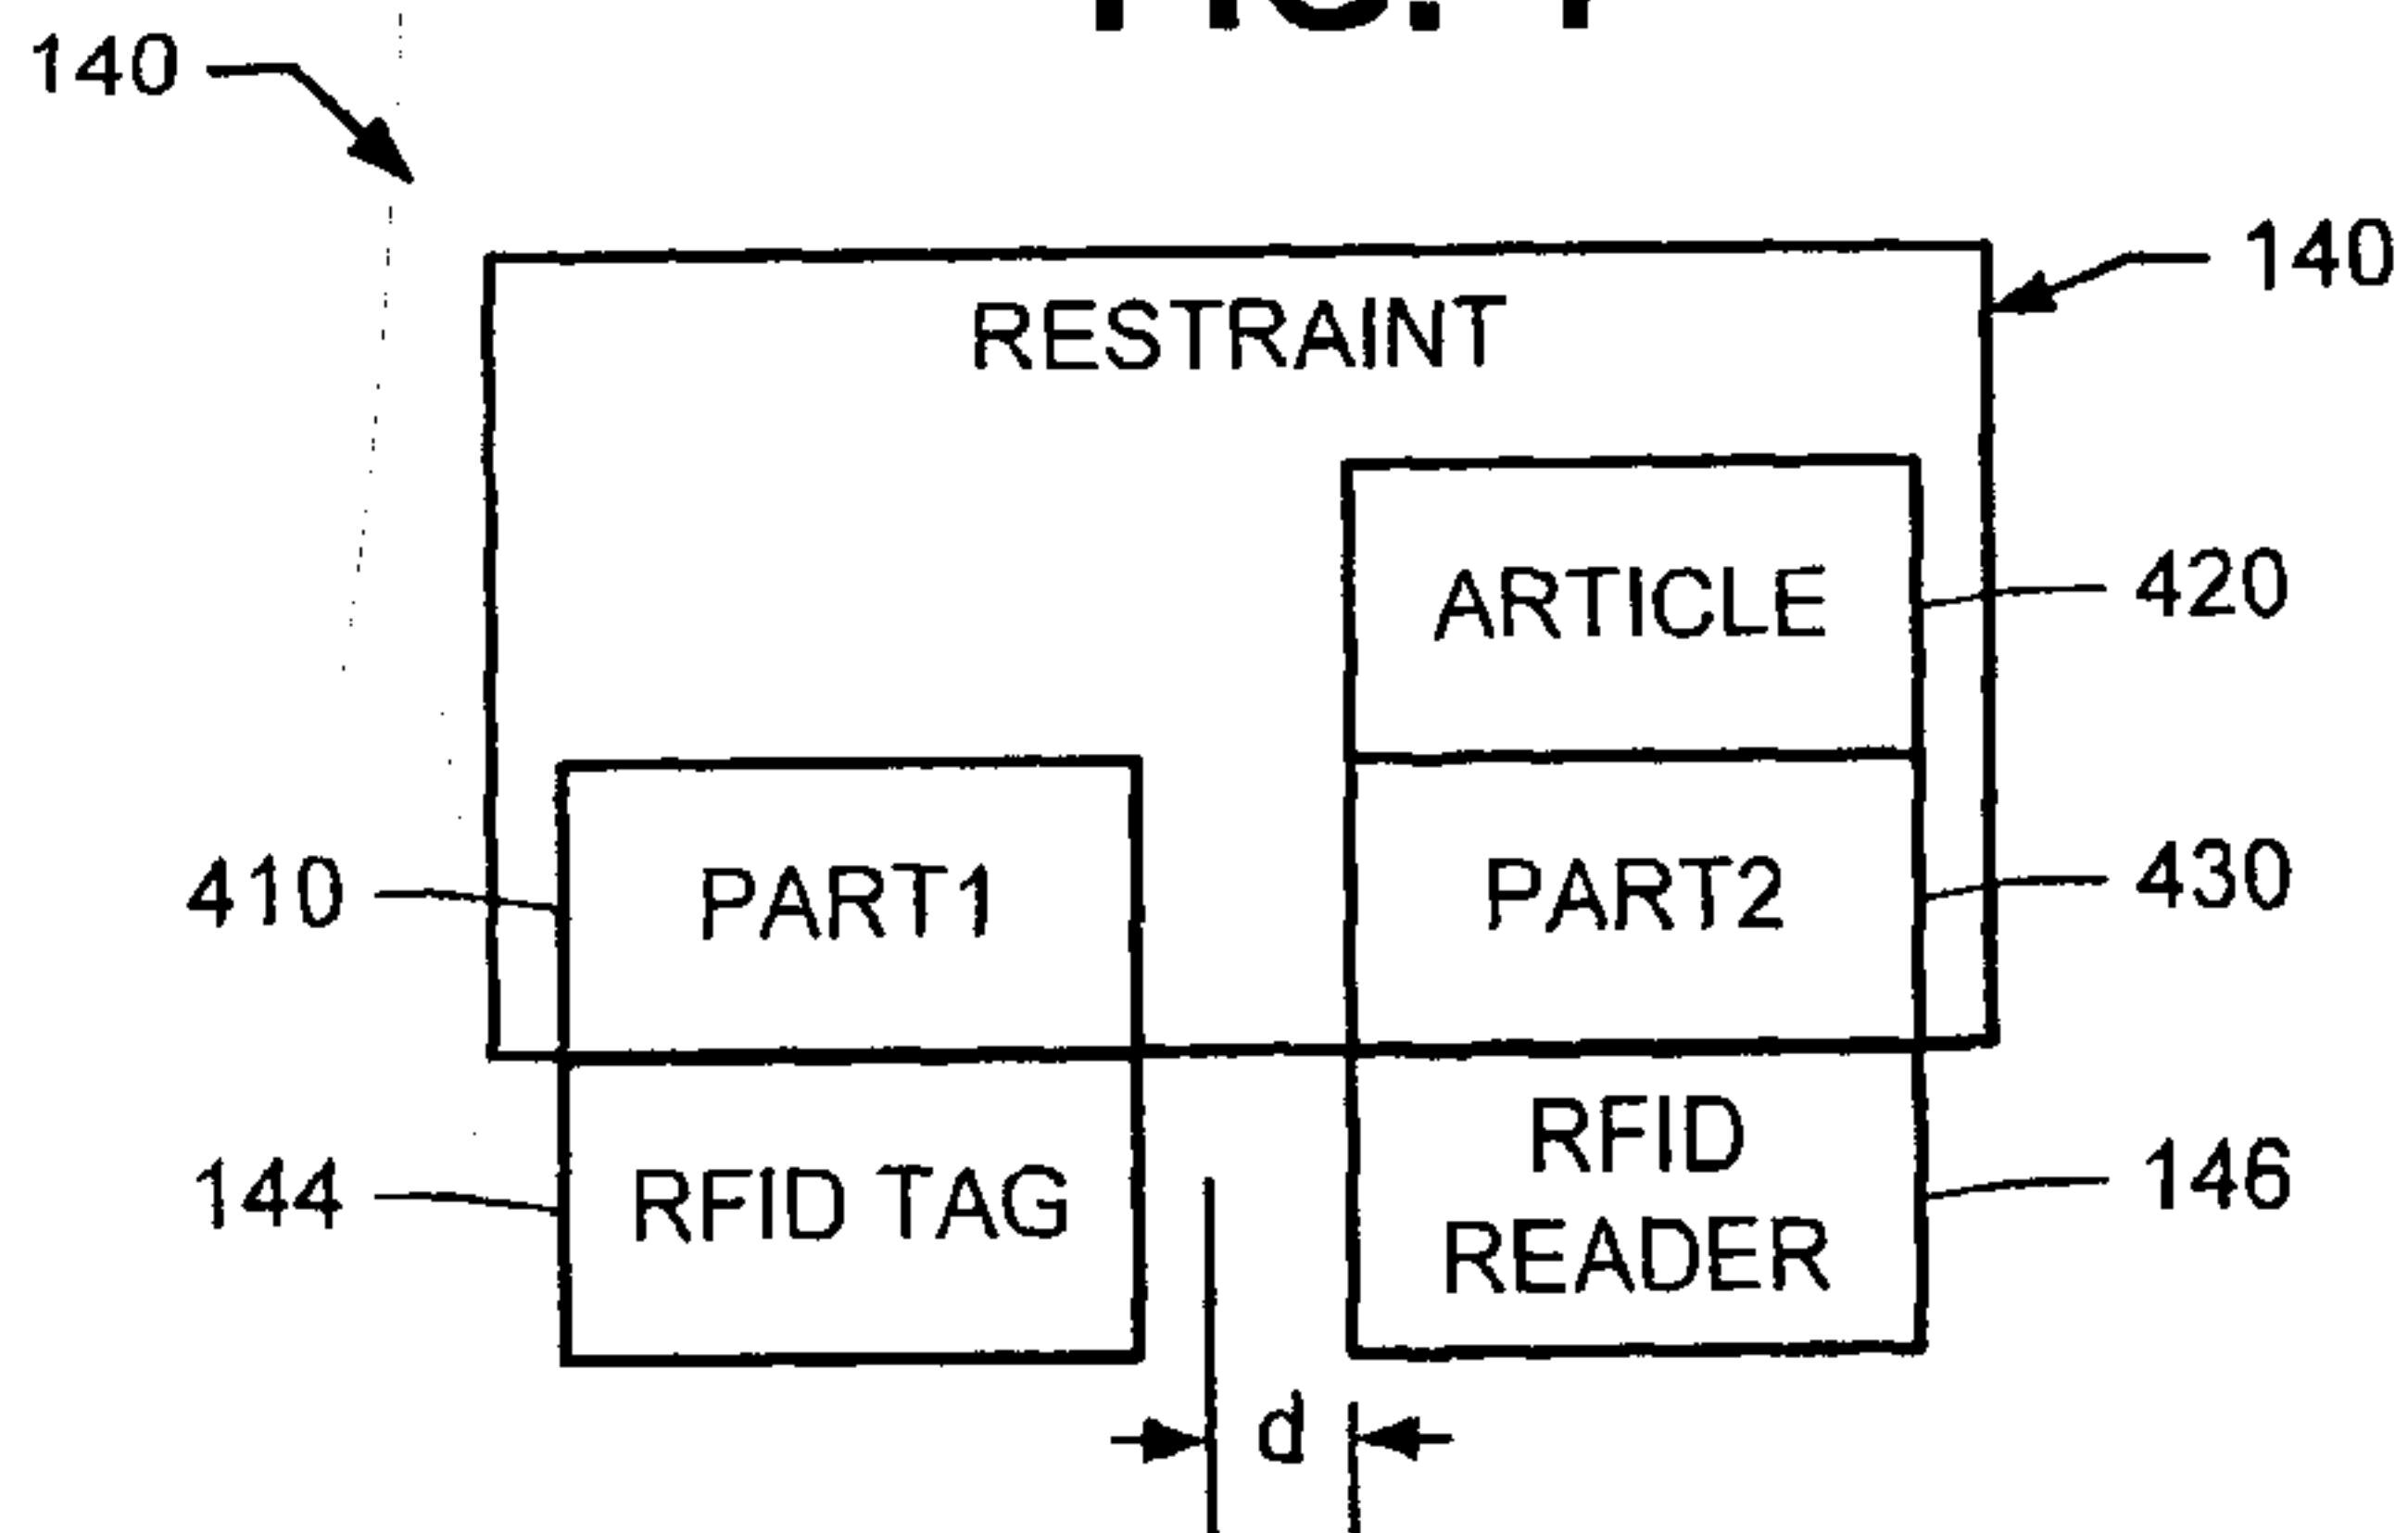 140
140
RESTRAINT
ARTICLE
420
410
PART1
PART2
430
144
RFID TAG
RFID
READER
146
d